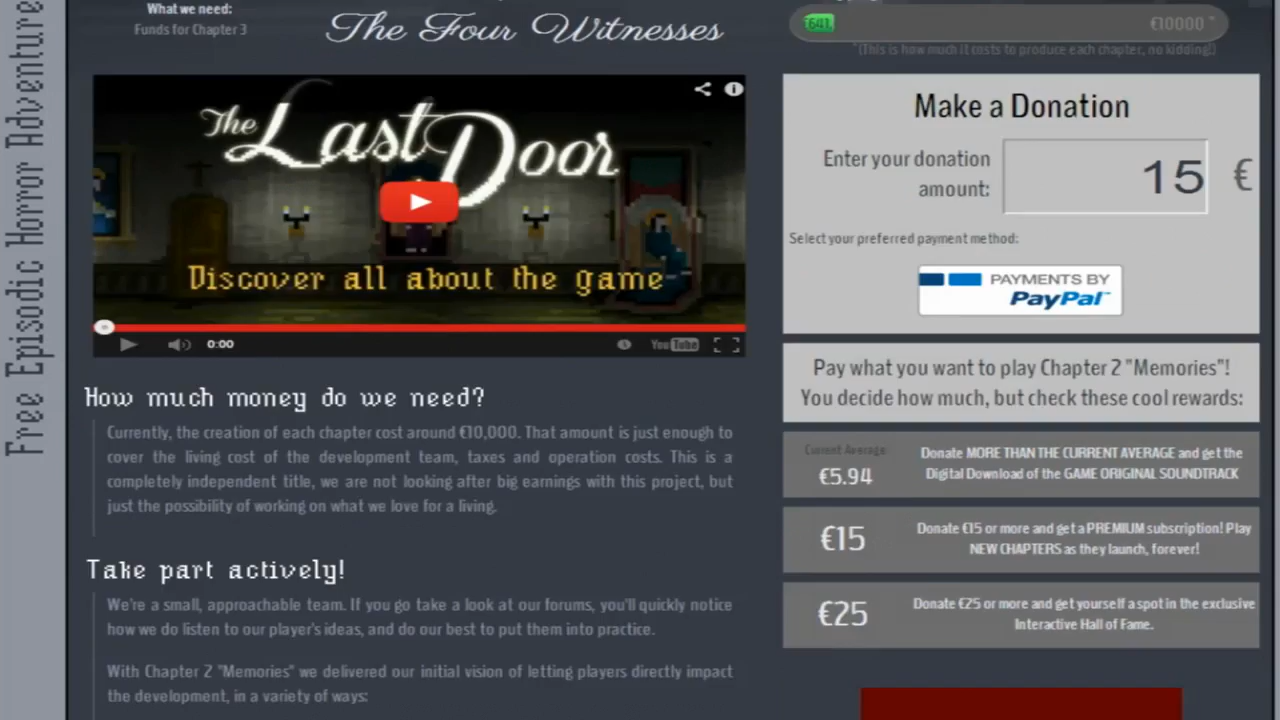 Free Episodic Horror Adventure
What we need:
Funds for Chapter 3
The Four Witnesses
€10000 *
*(This is how much it costs to produce each chapter, no kidding!)
The Last Door
Discover all about the game
0:00
YouTube
How much money do we need?
Currently, the creation of each chapter cost around €10,000. That amount is just enough to
cover the living cost of the development team, taxes and operation costs. This is a
completely independent title, we are not looking after big earnings with this project, but
just the possibility of working on what we love for a living.
Take part actively!
We're a small, approachable team. If you go take a look at our forums, you'll quickly notice
how we do listen to our player's ideas, and do our best to put them into practice.
With Chapter 2 "Memories" we delivered our initial vision of letting players directly impact
the development, in a variety of ways:
Make a Donation
Enter your donation
amount:
15 €
Select your preferred payment method:
PAYMENTS BY
PayPal™
Pay what you want to play Chapter 2 "Memories"!
You decide how much, but check these cool rewards:
Current Average
€5.94
Donate MORE THAN THE CURRENT AVERAGE and get the
Digital Download of the GAME ORIGINAL SOUNDTRACK
€15
Donate €15 or more and get a PREMIUM subscription! Play
NEW CHAPTERS as they launch, forever!
€25
Donate €25 or more and get yourself a spot in the exclusive
Interactive Hall of Fame.